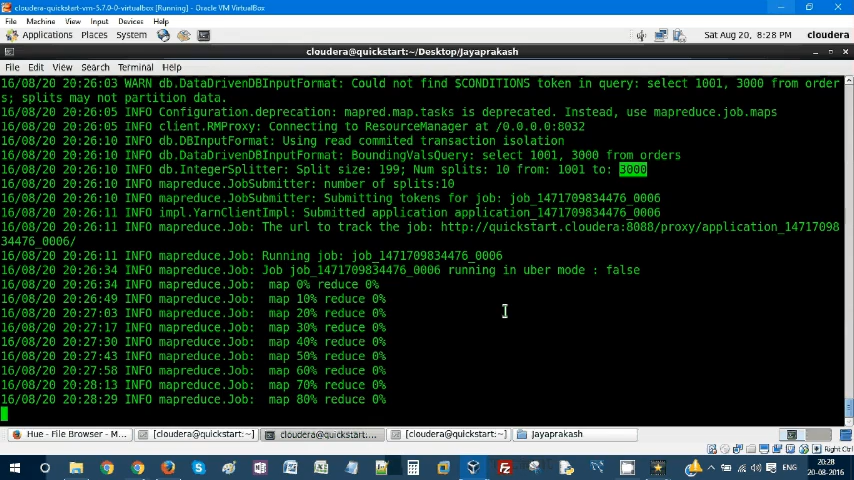 cloudera-quickstart-vm-5.7.0-0-virtualbox [Running] - Oracle VM VirtualBox
File Machine View Input Devices Help
Applications Places System Sat Aug 20, 8:28 PM cloudera
cloudera@quickstart:~/Desktop/Jayaprakash
File Edit View Search Terminal Help
16/08/20 20:26:03 WARN db.DataDrivenDBInputFormat: Could not find $CONDITIONS token in query: select 1001, 3000 from order
s; splits may not partition data.
16/08/20 20:26:05 INFO Configuration.deprecation: mapred.map.tasks is deprecated. Instead, use mapreduce.job.maps
16/08/20 20:26:05 INFO client.RMProxy: Connecting to ResourceManager at /0.0.0.0:8032
16/08/20 20:26:10 INFO db.DBInputFormat: Using read commited transaction isolation
16/08/20 20:26:10 INFO db.DataDrivenDBInputFormat: BoundingValsQuery: select 1001, 3000 from orders
16/08/20 20:26:10 INFO db.IntegerSplitter: Split size: 199; Num splits: 10 from: 1001 to: 3000
16/08/20 20:26:10 INFO mapreduce.JobSubmitter: number of splits:10
16/08/20 20:26:10 INFO mapreduce.JobSubmitter: Submitting tokens for job: job_1471709834476_0006
16/08/20 20:26:11 INFO impl.YarnClientImpl: Submitted application application_1471709834476_0006
16/08/20 20:26:11 INFO mapreduce.Job: The url to track the job: http://quickstart.cloudera:8088/proxy/application_14717098
34476_0006/
16/08/20 20:26:11 INFO mapreduce.Job: Running job: job_1471709834476_0006
16/08/20 20:26:34 INFO mapreduce.Job: Job job_1471709834476_0006 running in uber mode : false
16/08/20 20:26:34 INFO mapreduce.Job:  map 0% reduce 0%
16/08/20 20:26:49 INFO mapreduce.Job:  map 10% reduce 0%
16/08/20 20:27:03 INFO mapreduce.Job:  map 20% reduce 0%
16/08/20 20:27:17 INFO mapreduce.Job:  map 30% reduce 0%
16/08/20 20:27:30 INFO mapreduce.Job:  map 40% reduce 0%
16/08/20 20:27:43 INFO mapreduce.Job:  map 50% reduce 0%
16/08/20 20:27:58 INFO mapreduce.Job:  map 60% reduce 0%
16/08/20 20:28:13 INFO mapreduce.Job:  map 70% reduce 0%
16/08/20 20:28:29 INFO mapreduce.Job:  map 80% reduce 0%
Hue - File Browser - M... [cloudera@quickstart:~] cloudera@quickstart:... [cloudera@quickstart:~] Jayaprakash
Right Ctrl
ENG 20:28
20-08-2016